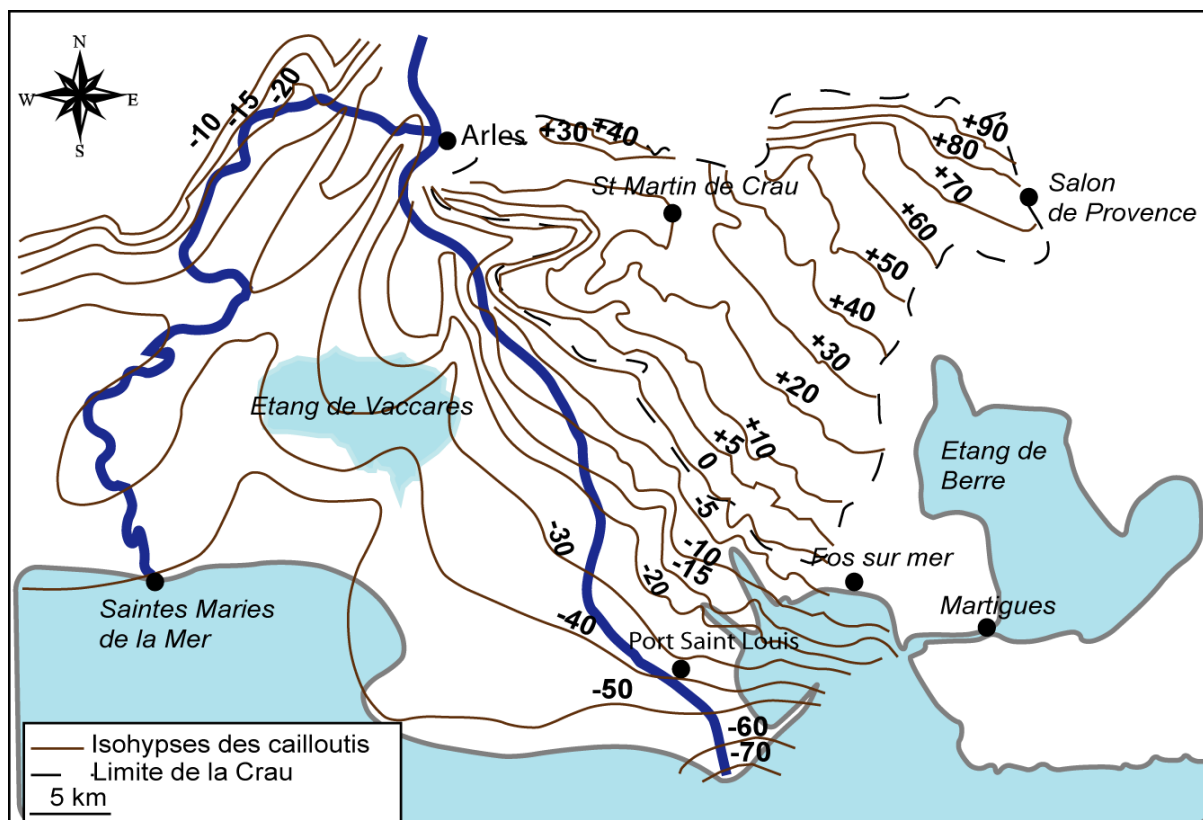 N
W
E
S
-10
-15
-20
Arles
+30
+40
+90
+80
+70
St Martin de Crau
Salon
de Provence
+60
+50
+40
+30
+20
Etang de Vaccares
+10
+5
0
-5
Etang de
Berre
-30
-10
-15
-20
Fos sur mer
Saintes Maries
de la Mer
-40
Martigues
Port Saint Louis
-50
-60
-70
Isohypses des cailloutis
Limite de la Crau
5 km